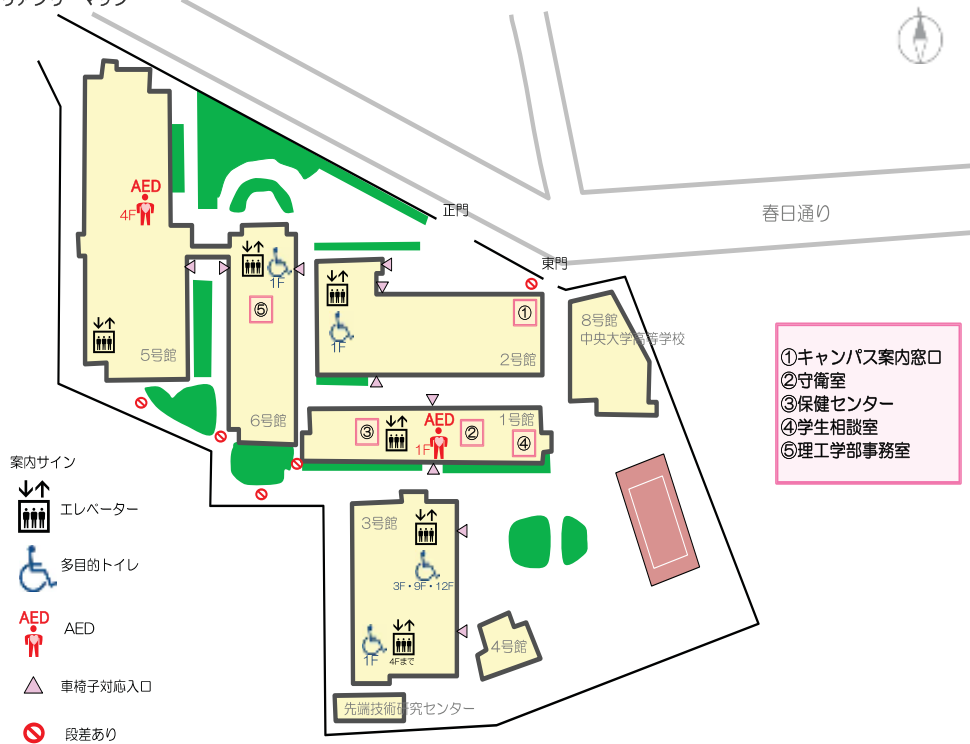 正門
春日通り
東門
AED
4F
1F
⑤
1F
①
8号館
中央大学高等学校
5号館
2号館
6号館
①キャンパス案内窓口
②守衛室
③保健センター
④学生相談室
⑤理工学部事務室
AED
1号館
③
②
④
1F
案内サイン
エレベーター
多目的トイレ
AED
AED
車椅子対応入口
段差あり
3号館
3F・9F・12F
1F
4Fまで
4号館
先端技術研究センター